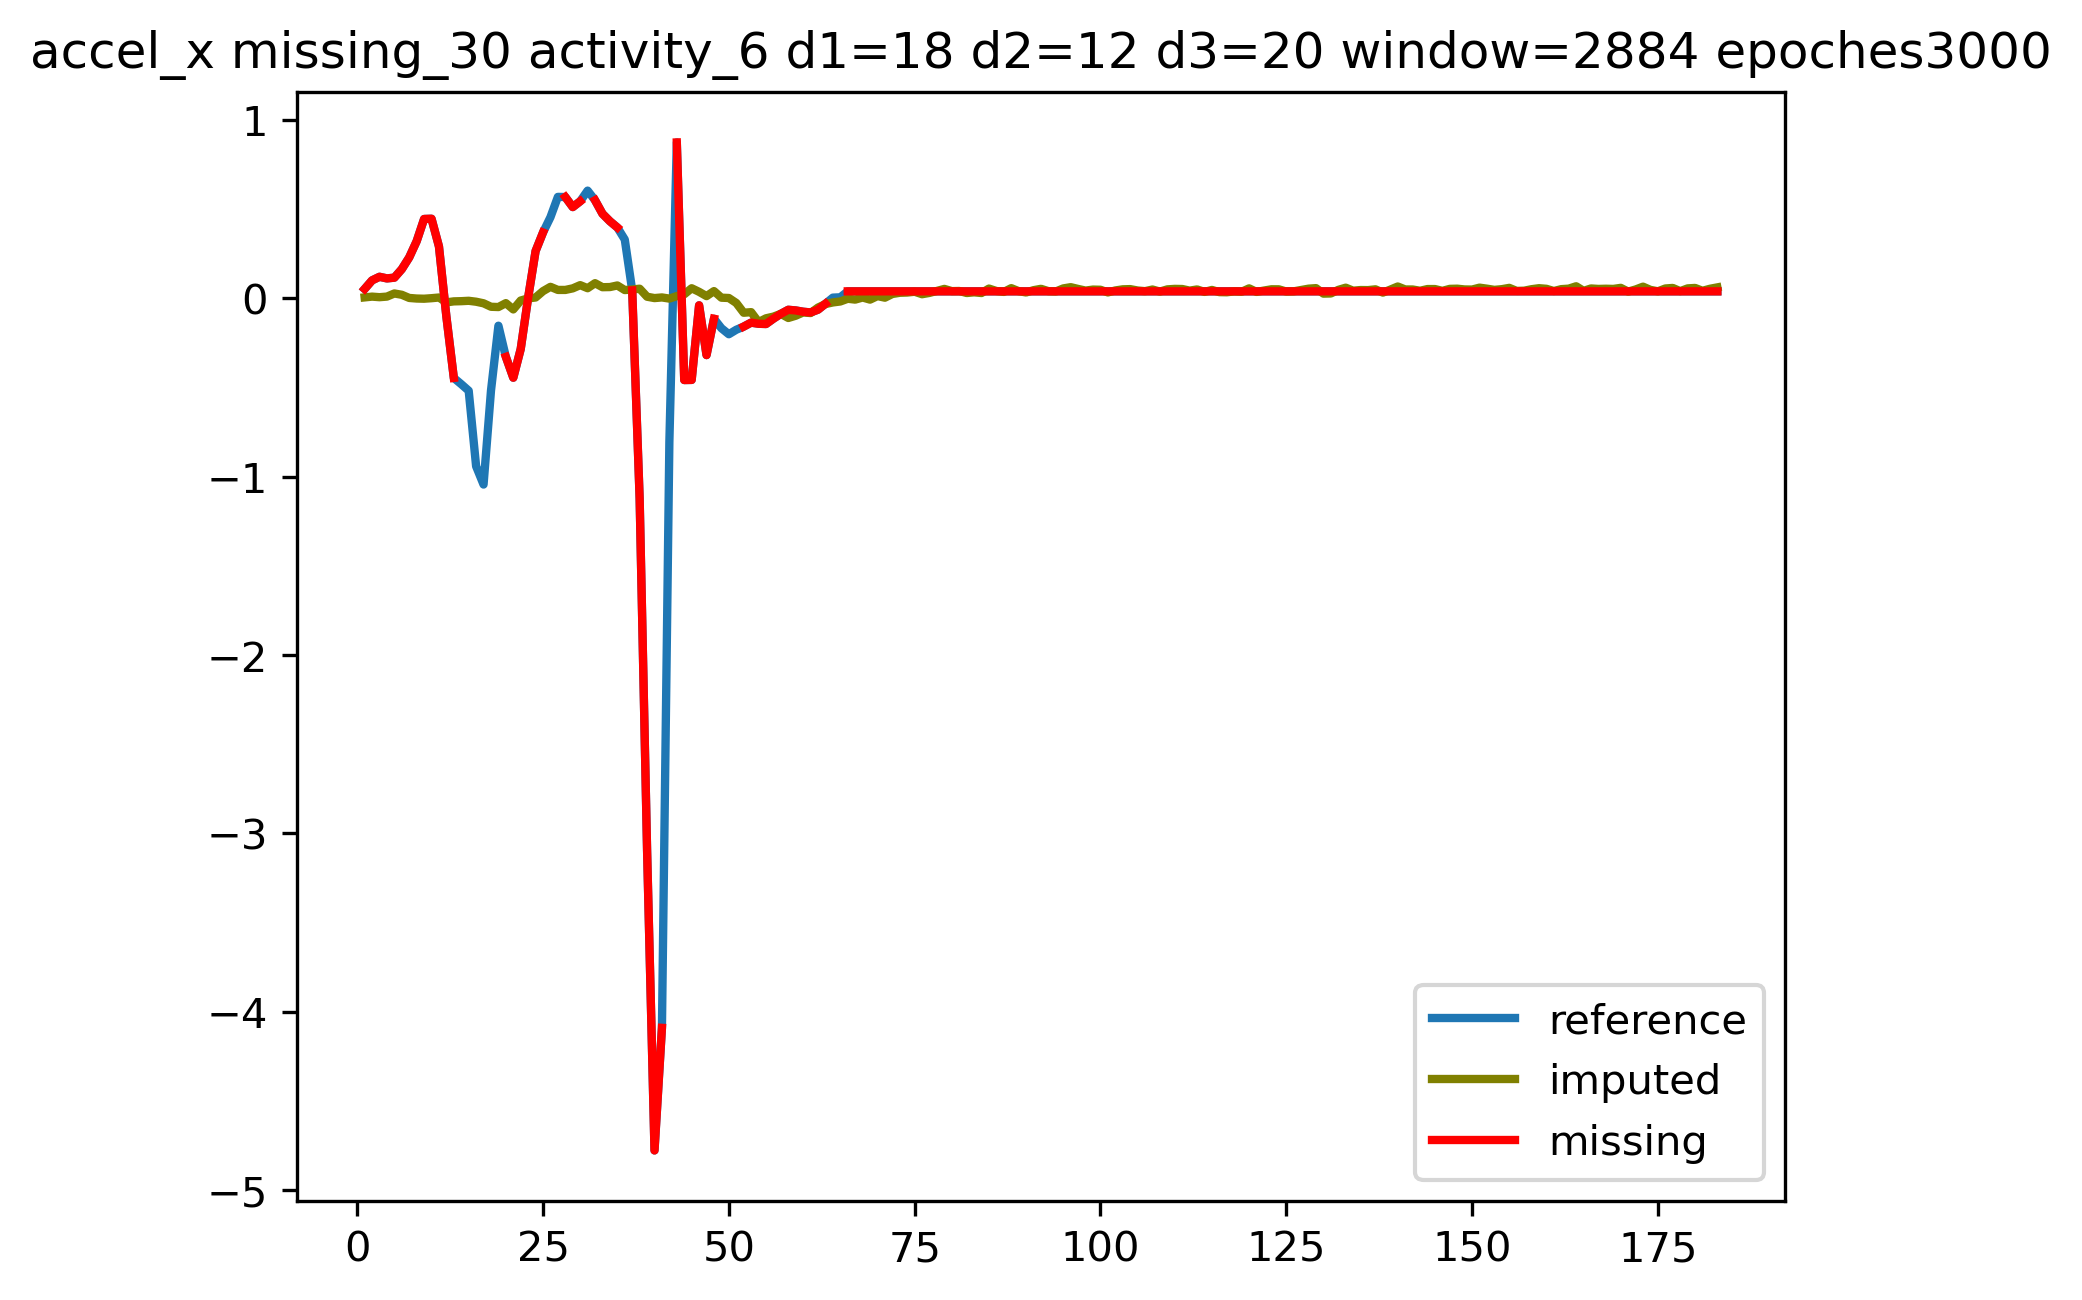 accel_x missing_30 activity_6 d1=18 d2=12 d3=20 window=2884 epoches3000
1
0
−1
−2
−3
−4
−5
0 25 50 75 100 125 150 175
reference
imputed
missing